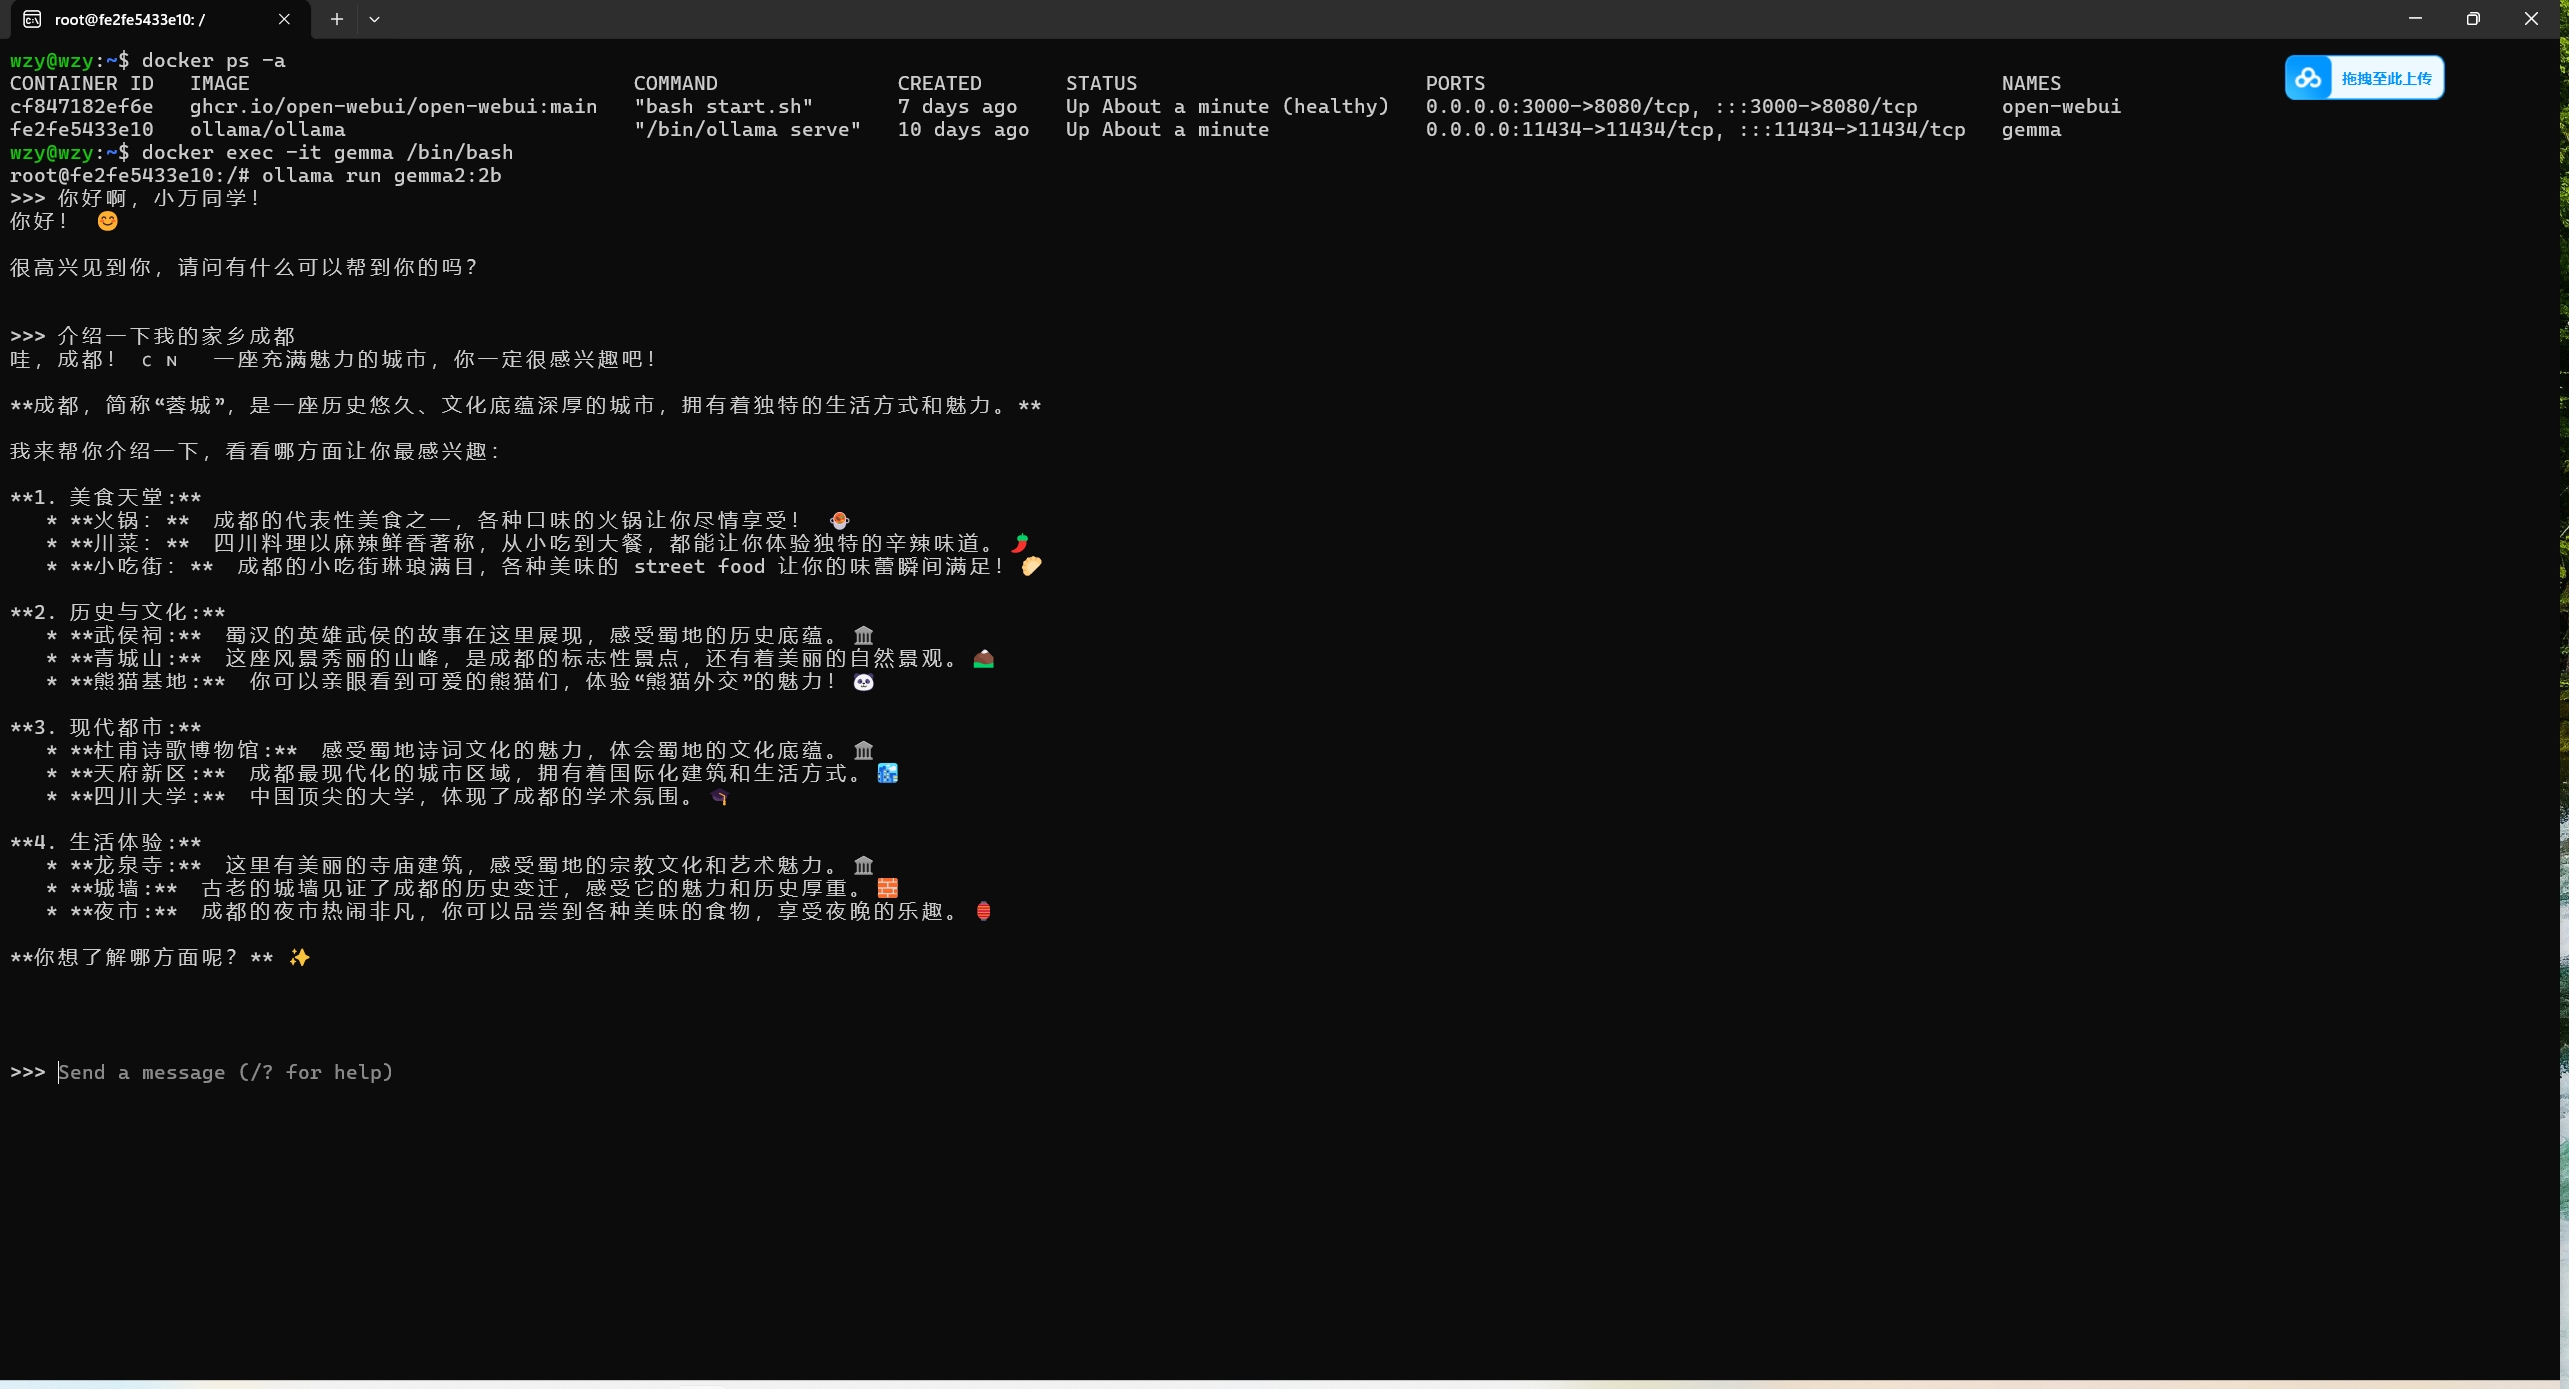 root@fe2fe5433e10: /
wzy@wzy:~$ docker ps -a
CONTAINER ID   IMAGE                                COMMAND               CREATED       STATUS                        PORTS                                           NAMES
cf847182ef6e   ghcr.io/open-webui/open-webui:main   "bash start.sh"       7 days ago    Up About a minute (healthy)   0.0.0.0:3000->8080/tcp, :::3000->8080/tcp       open-webui
fe2fe5433e10   ollama/ollama                        "/bin/ollama serve"   10 days ago   Up About a minute             0.0.0.0:11434->11434/tcp, :::11434->11434/tcp   gemma
拖拽至此上传
wzy@wzy:~$ docker exec -it gemma /bin/bash
root@fe2fe5433e10:/# ollama run gemma2:2b
>>> 你好啊，小万同学！
你好！ 😊
很高兴见到你，请问有什么可以帮到你的吗？
>>> 介绍一下我的家乡成都
哇，成都！ 🇨🇳 一座充满魅力的城市，你一定很感兴趣吧！
**成都，简称“蓉城”，是一座历史悠久、文化底蕴深厚的城市，拥有着独特的生活方式和魅力。**
我来帮你介绍一下，看看哪方面让你最感兴趣：
**1. 美食天堂:**
* **火锅：** 成都的代表性美食之一，各种口味的火锅让你尽情享受！
* **川菜：** 四川料理以麻辣鲜香著称，从小吃到大餐，都能让你体验独特的辛辣味道。🌶️
* **小吃街：** 成都的小吃街琳琅满目，各种美味的 street food 让你的味蕾瞬间满足！🥟
**2. 历史与文化:**
* **武侯祠:** 蜀汉的英雄武侯的故事在这里展现，感受蜀地的历史底蕴。🏛️
* **青城山:** 这座风景秀丽的山峰，是成都的标志性景点，还有着美丽的自然景观。⛰️
* **熊猫基地:** 你可以亲眼看到可爱的熊猫们，体验“熊猫外交”的魅力！🐼
**3. 现代都市:**
* **杜甫诗歌博物馆:** 感受蜀地诗词文化的魅力，体会蜀地的文化底蕴。🏛️
* **天府新区:** 成都最现代化的城市区域，拥有着国际化建筑和生活方式。🏙️
* **四川大学:** 中国顶尖的大学，体现了成都的学术氛围。🎓
**4. 生活体验:**
* **龙泉寺:** 这里有美丽的寺庙建筑，感受蜀地的宗教文化和艺术魅力。🏛️
* **城墙:** 古老的城墙见证了成都的历史变迁，感受它的魅力和历史厚重。🧱
* **夜市:** 成都的夜市热闹非凡，你可以品尝到各种美味的食物，享受夜晚的乐趣。🏮
**你想了解哪方面呢？** ✨
>>> Send a message (/? for help)